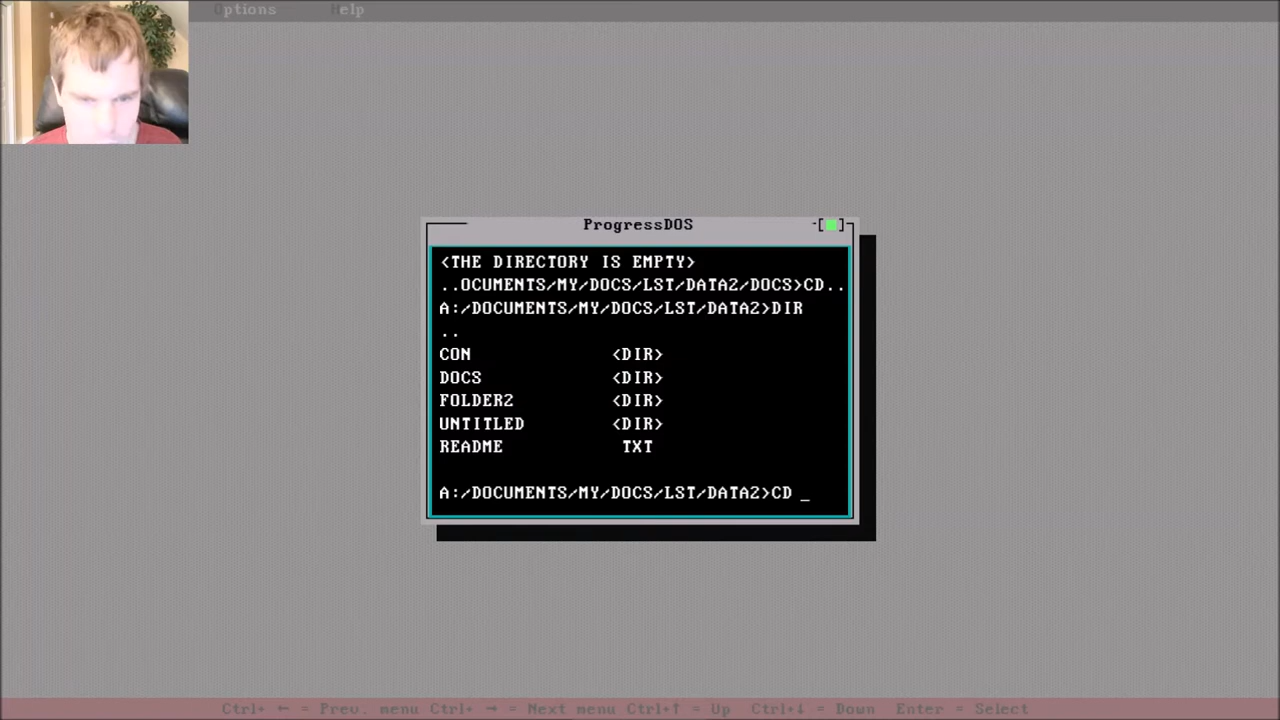 Options Help
ProgressDOS
<THE DIRECTORY IS EMPTY>
..OCUMENTS/MY/DOCS/LST/DATA2/DOCS>CD..
A:/DOCUMENTS/MY/DOCS/LST/DATA2>DIR
..
CON <DIR>
DOCS <DIR>
FOLDER2 <DIR>
UNTITLED <DIR>
README TXT
A:/DOCUMENTS/MY/DOCS/LST/DATA2>CD _
Ctrl+ ← = Prev. menu Ctrl+ → = Next menu Ctrl+↑ = Up Ctrl+↓ = Down Enter = Select